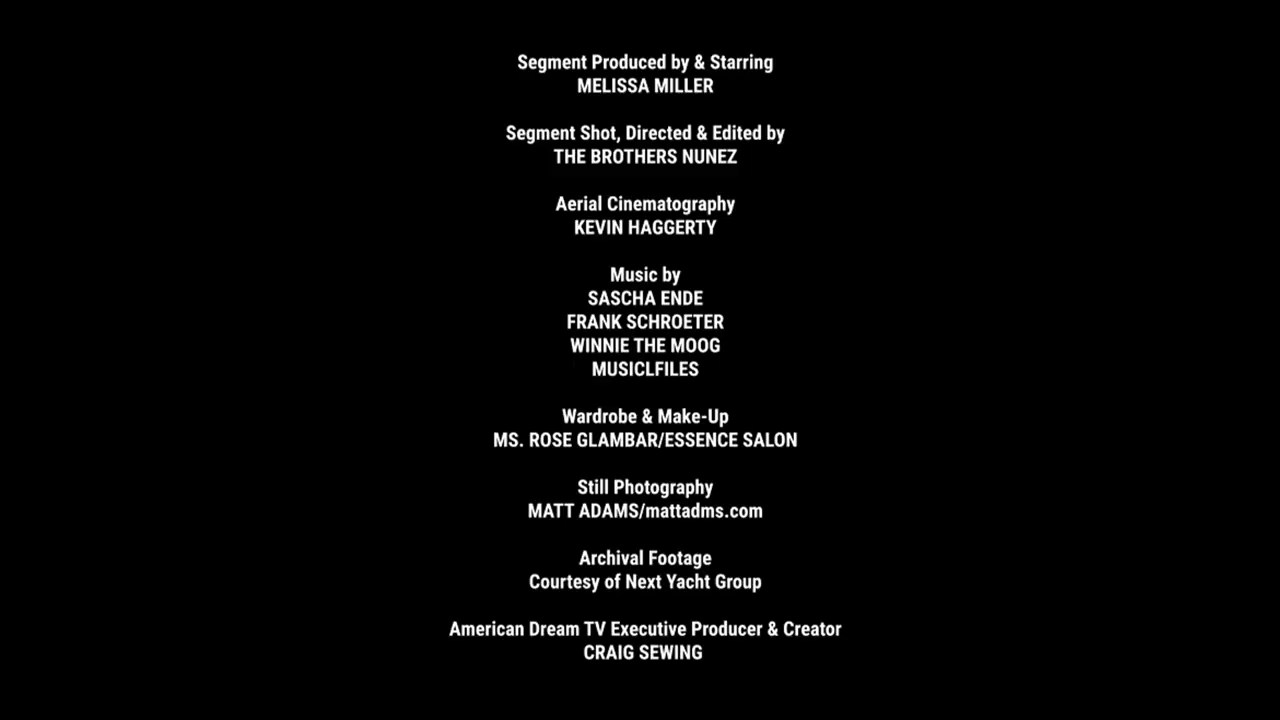 Segment Produced by & Starring
MELISSA MILLER
Segment Shot, Directed & Edited by
THE BROTHERS NUNEZ
Aerial Cinematography
KEVIN HAGGERTY
Music by
SASCHA ENDE
FRANK SCHROETER
WINNIE THE MOOG
MUSICLFILES
Wardrobe & Make-Up
MS. ROSE GLAMBAR/ESSENCE SALON
Still Photography
MATT ADAMS/mattadms.com
Archival Footage
Courtesy of Next Yacht Group
American Dream TV Executive Producer & Creator
CRAIG SEWING